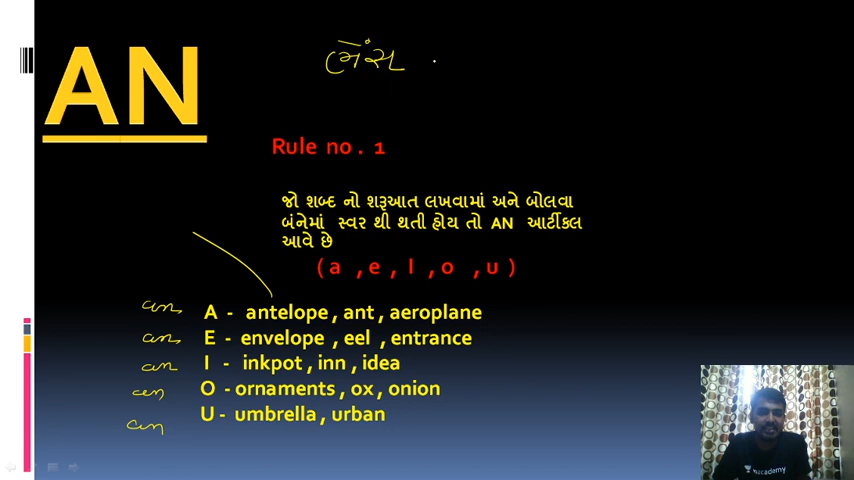 AN
ભેંસ
Rule no . 1
જો શબ્દ નો શરૂઆત લખવામાં અને બોલવા
બંનેમાં સ્વર થી થતી હોય તો AN આર્ટીકલ
આવે છે
( a , e , I , o , u )
an A - antelope , ant , aeroplane
an E - envelope , eel , entrance
an I - inkpot , inn , idea
an O - ornaments , ox , onion
an U - umbrella , urban
unacademy